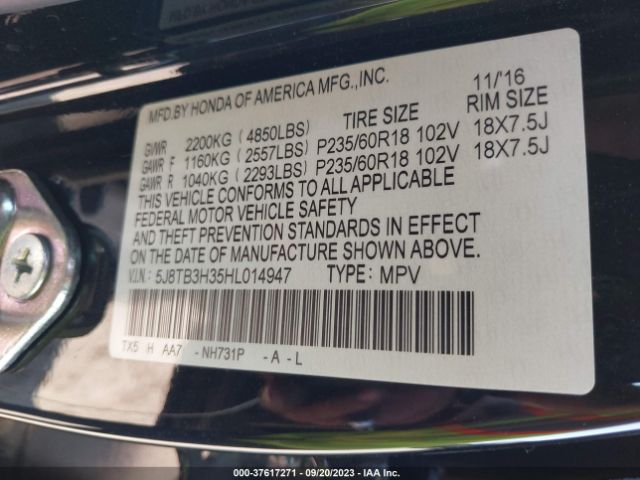 MFD.BY HONDA OF AMERICA MFG.,INC. 11/'16
TIRE SIZE RIM SIZE
GVWR 2200KG (4850LBS)
GAWR F 1160KG (2557LBS) P235/60R18 102V 18X7.5J
GAWR R 1040KG (2293LBS) P235/60R18 102V 18X7.5J
THIS VEHICLE CONFORMS TO ALL APPLICABLE
FEDERAL MOTOR VEHICLE SAFETY
AND THEFT PREVENTION STANDARDS IN EFFECT
ON THE DATE OF MANUFACTURE SHOWN ABOVE.
V.I.N.: 5J8TB3H35HL014947 TYPE: MPV
TX5 H AA7 - NH731P - A - L
000-37617271 - 09/20/2023 - IAA Inc.